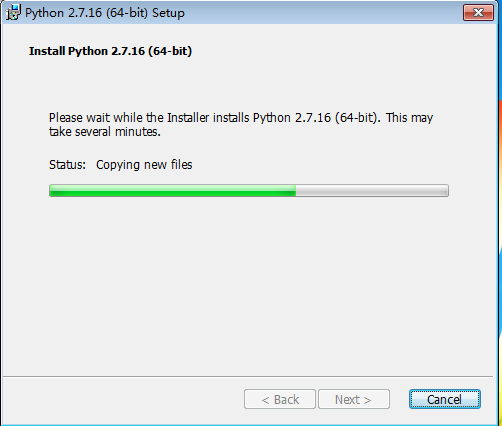 Python 2.7.16 (64-bit) Setup
Install Python 2.7.16 (64-bit)
Please wait while the Installer installs Python 2.7.16 (64-bit). This may
take several minutes.
Status: Copying new files
< Back Next > Cancel